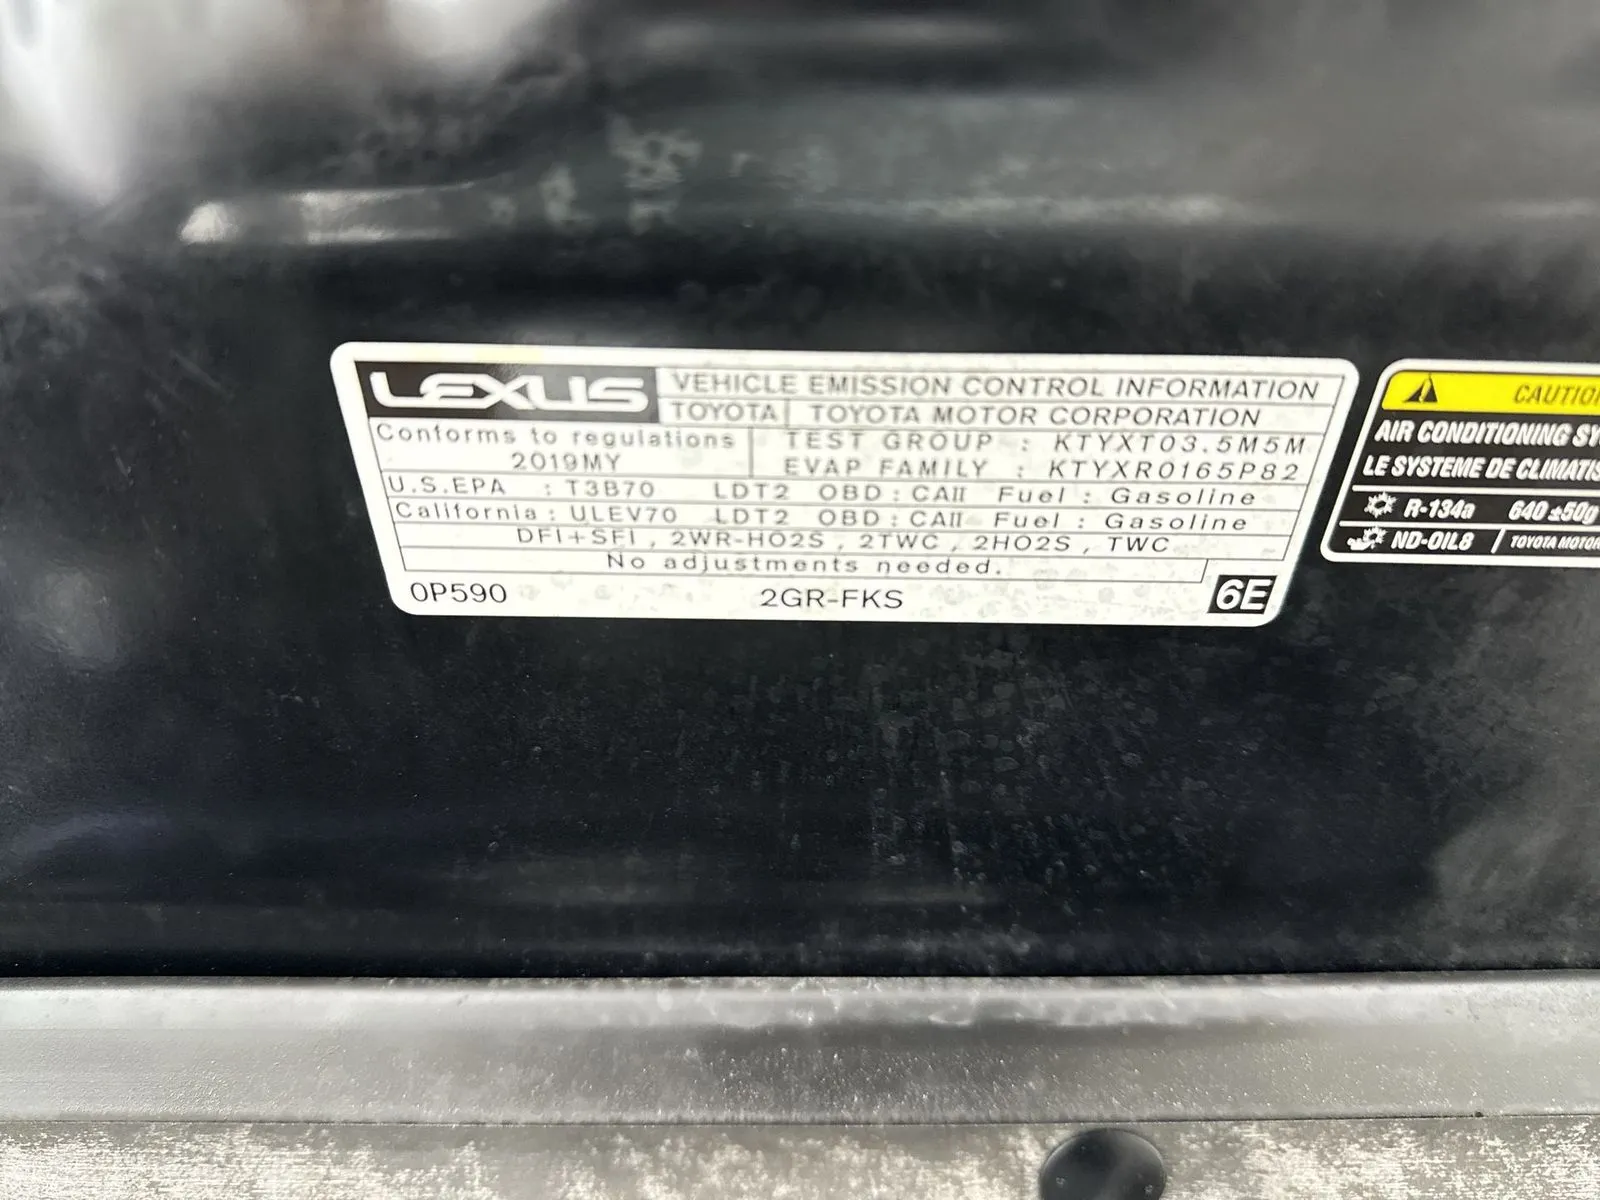 LEXUS
VEHICLE EMISSION CONTROL INFORMATION
TOYOTA TOYOTA MOTOR CORPORATION
Conforms to regulations
2019MY
TEST GROUP : KTYXT03.5M5M
EVAP FAMILY : KTYXR0165P82
U.S.EPA : T3B70 LDT2 OBD : CAII Fuel : Gasoline
California : ULEV70 LDT2 OBD : CAII Fuel : Gasoline
DFI+SFI , 2WR-HO2S , 2TWC , 2HO2S , TWC
No adjustments needed.
0P590 2GR-FKS 6E
CAUTION
AIR CONDITIONING SY
LE SYSTEME DE CLIMATIS
R-134a 640 ±50g
ND-OIL8 TOYOTA MOTOR